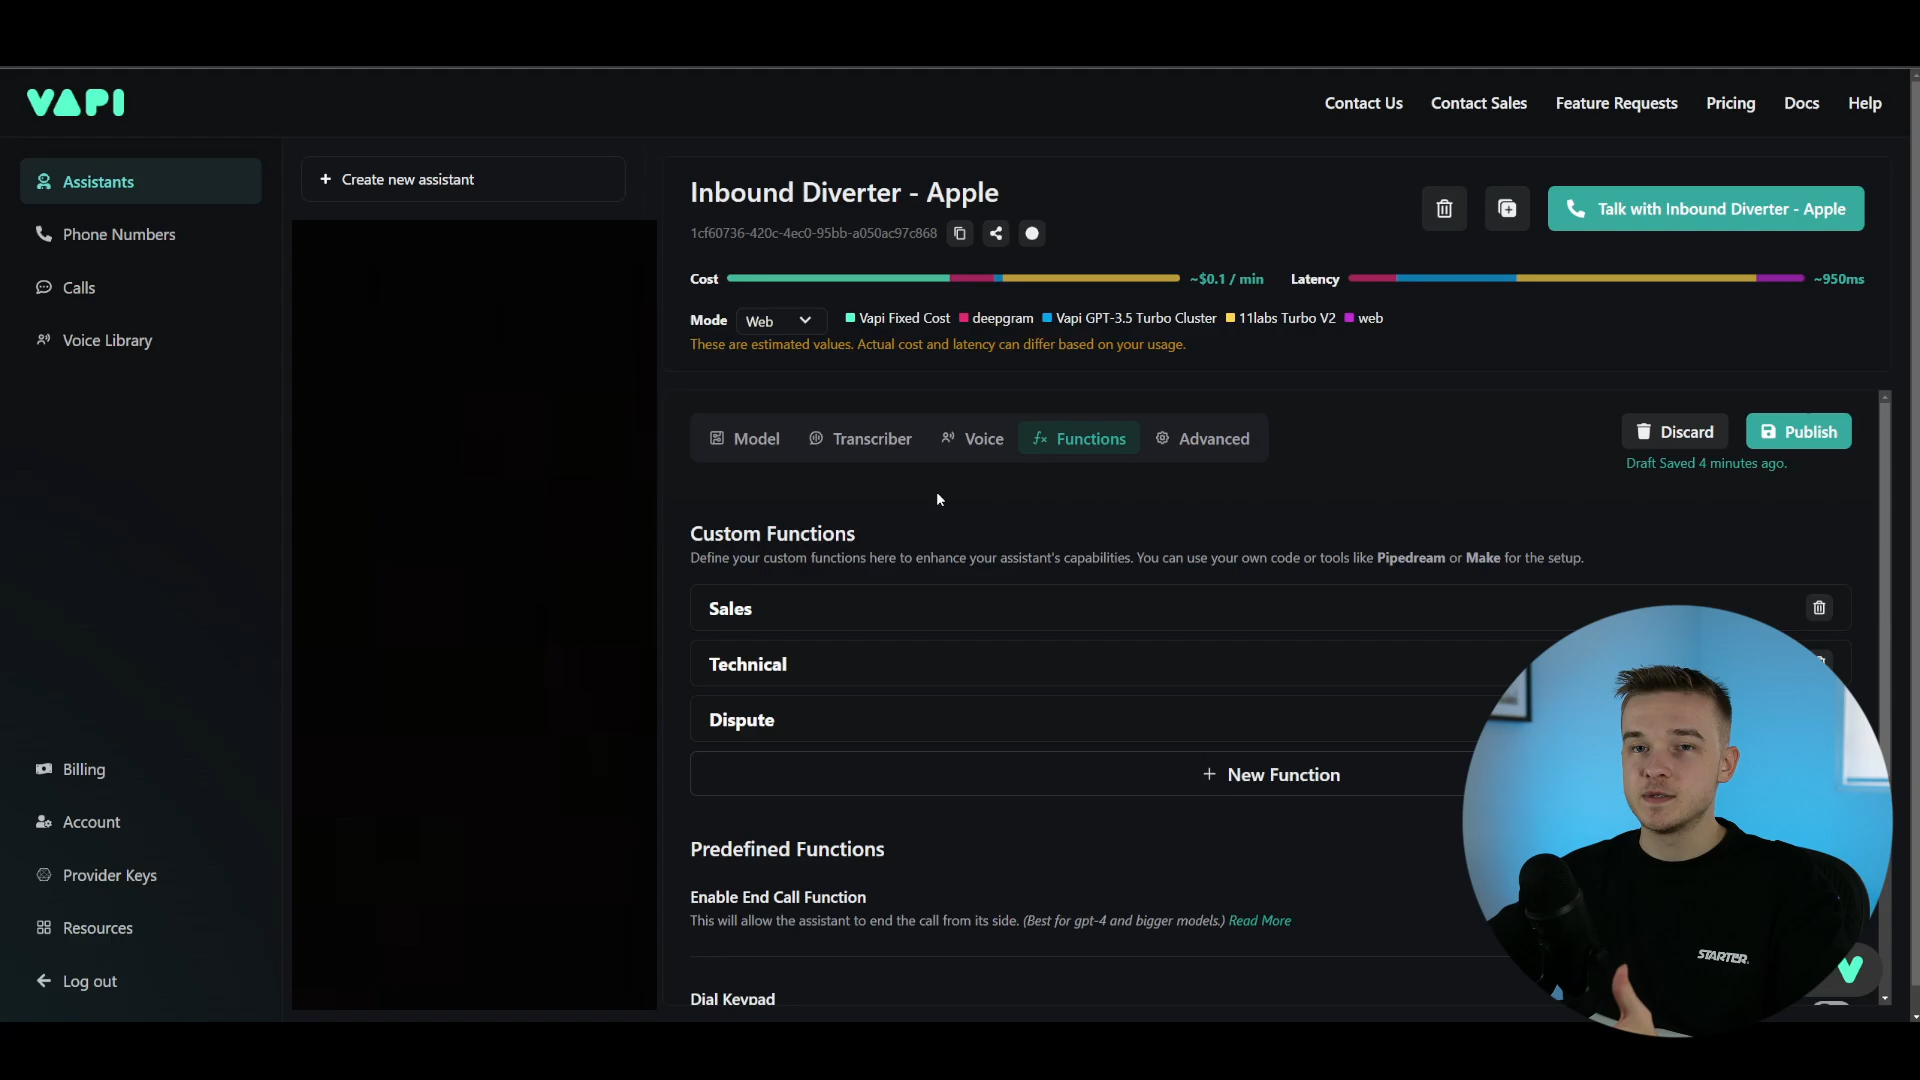 VAPI
Contact Us
Contact Sales
Feature Requests
Pricing
Docs
Help
Assistants
Phone Numbers
Calls
Voice Library
Billing
Account
Provider Keys
Resources
Log out
+ Create new assistant
Inbound Diverter - Apple
1cf60736-420c-4ec0-95bb-a050ac97c868
Talk with Inbound Diverter - Apple
Cost ~$0.1 / min
Latency ~950ms
Mode Web Vapi Fixed Cost deepgram Vapi GPT-3.5 Turbo Cluster 11labs Turbo V2 web
These are estimated values. Actual cost and latency can differ based on your usage.
Model
Transcriber
Voice
Functions
Advanced
Discard
Publish
Draft Saved 4 minutes ago.
Custom Functions
Define your custom functions here to enhance your assistant's capabilities. You can use your own code or tools like Pipedream or Make for the setup.
Sales
Technical
Dispute
+ New Function
Predefined Functions
Enable End Call Function
This will allow the assistant to end the call from its side. (Best for gpt-4 and bigger models.) Read More
Dial Keypad
STARTER.